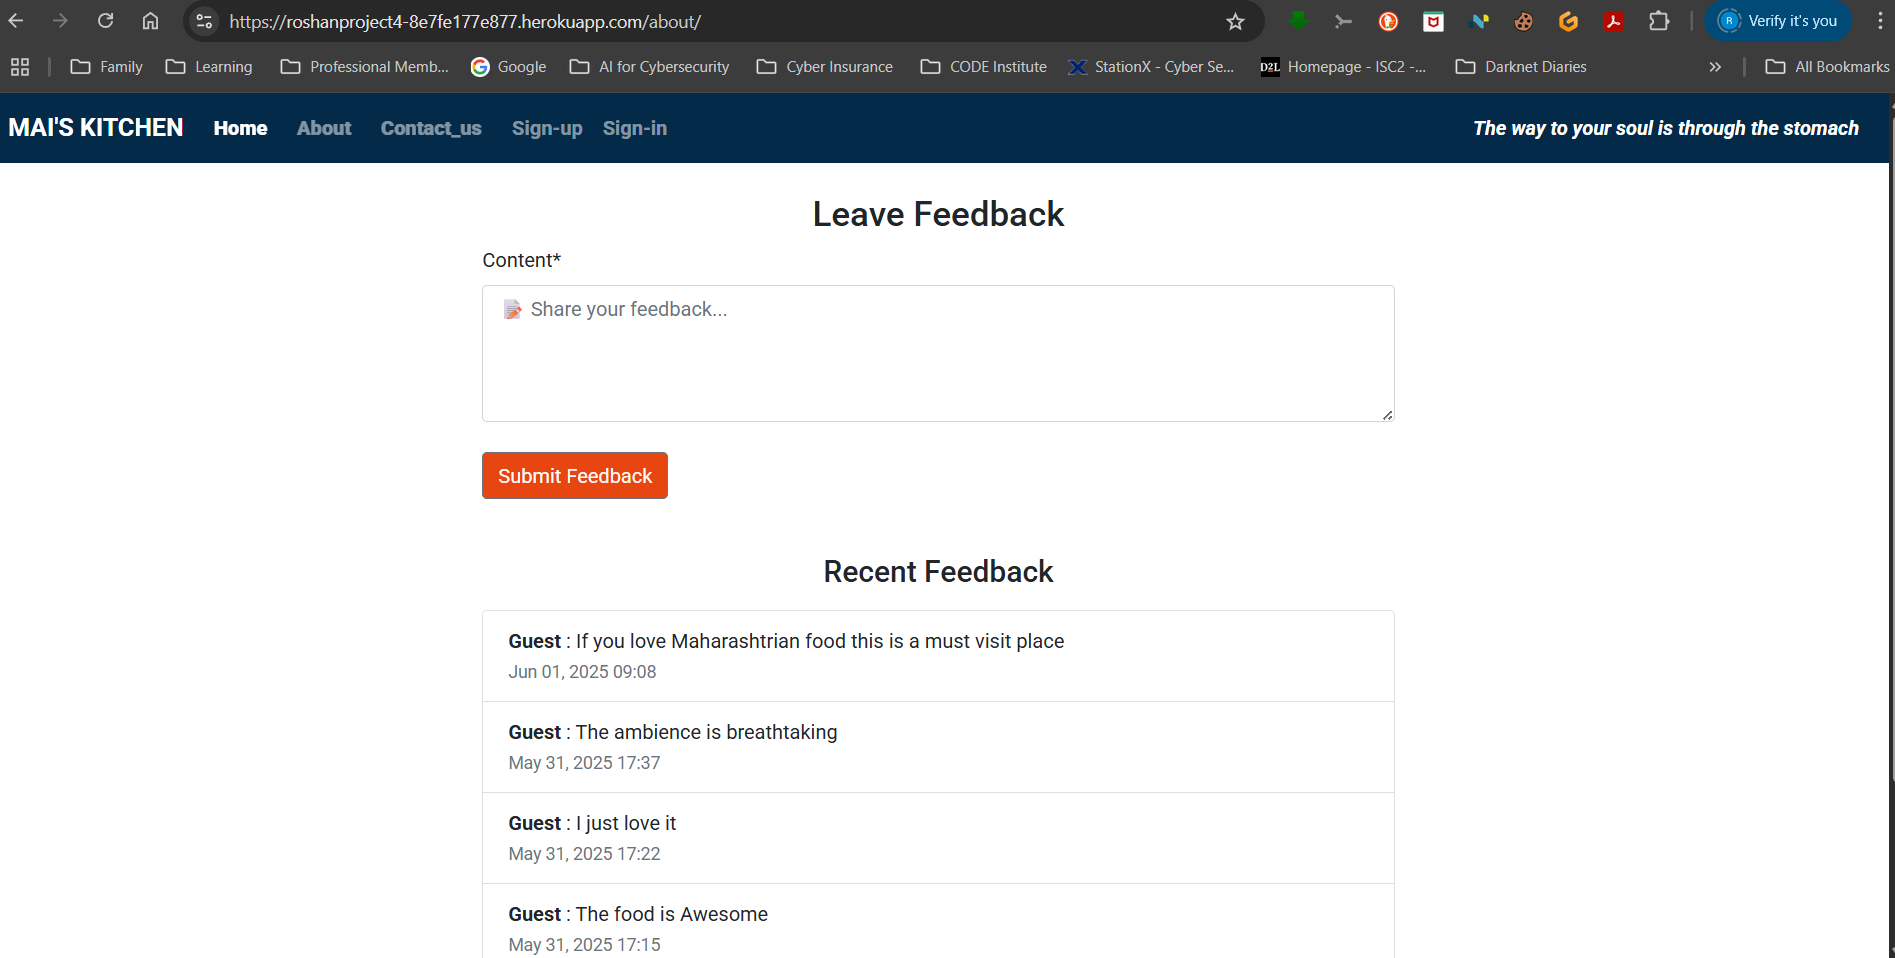 https://roshanproject4-8e7fe177e877.herokuapp.com/about/
Verify it's you
Family Learning Professional Memb... Google AI for Cybersecurity Cyber Insurance CODE Institute StationX - Cyber Se... D2L Homepage - ISC2 -... Darknet Diaries » All Bookmarks
MAI'S KITCHEN Home About Contact_us Sign-up Sign-in The way to your soul is through the stomach
Leave Feedback
Content*
Share your feedback...
Submit Feedback
Recent Feedback
Guest : If you love Maharashtrian food this is a must visit place
Jun 01, 2025 09:08
Guest : The ambience is breathtaking
May 31, 2025 17:37
Guest : I just love it
May 31, 2025 17:22
Guest : The food is Awesome
May 31, 2025 17:15